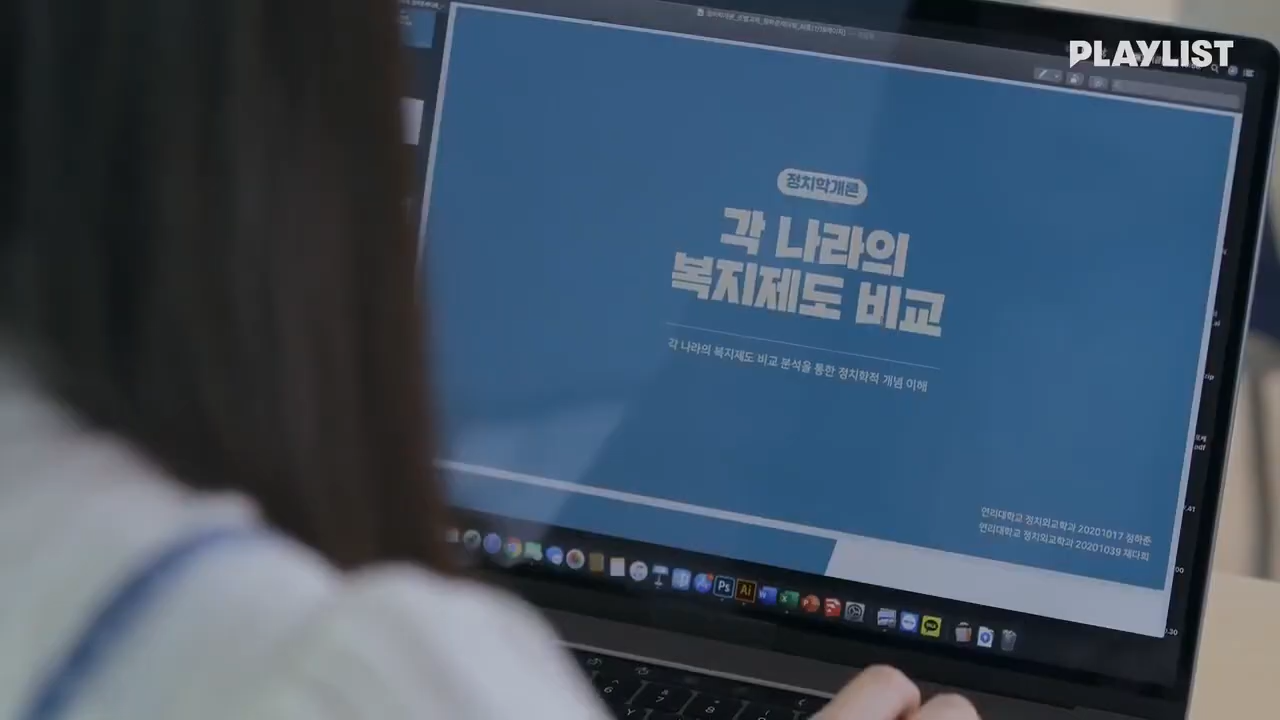 PLAYLIST
정치학개론
각 나라의
복지제도 비교
각 나라의 복지제도 비교 분석을 통한 정치학적 개념 이해
연리대학교 정치외교학과 20201017 정하준
연리대학교 정치외교학과 20201039 채다희
Ps
Ai